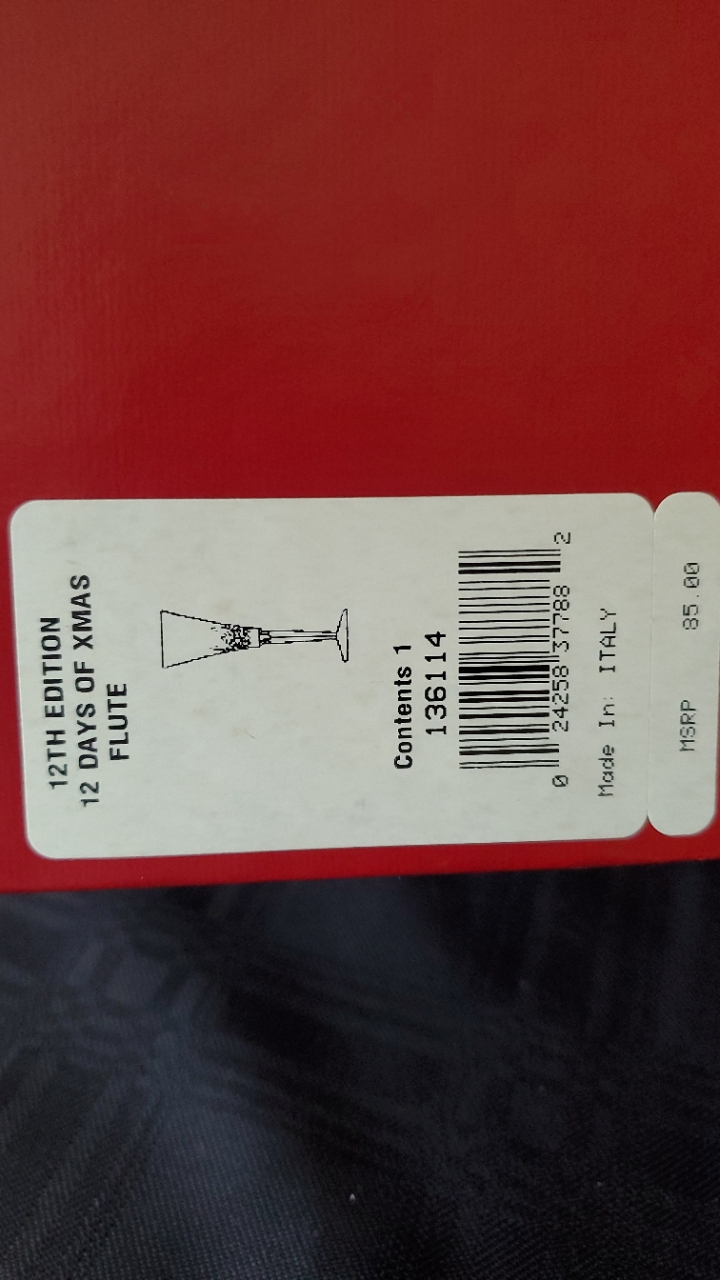 12TH EDITION
12 DAYS OF XMAS
FLUTE
Contents 1
136114
0 24258 37788 2
Made In: ITALY
MSRP 85.00